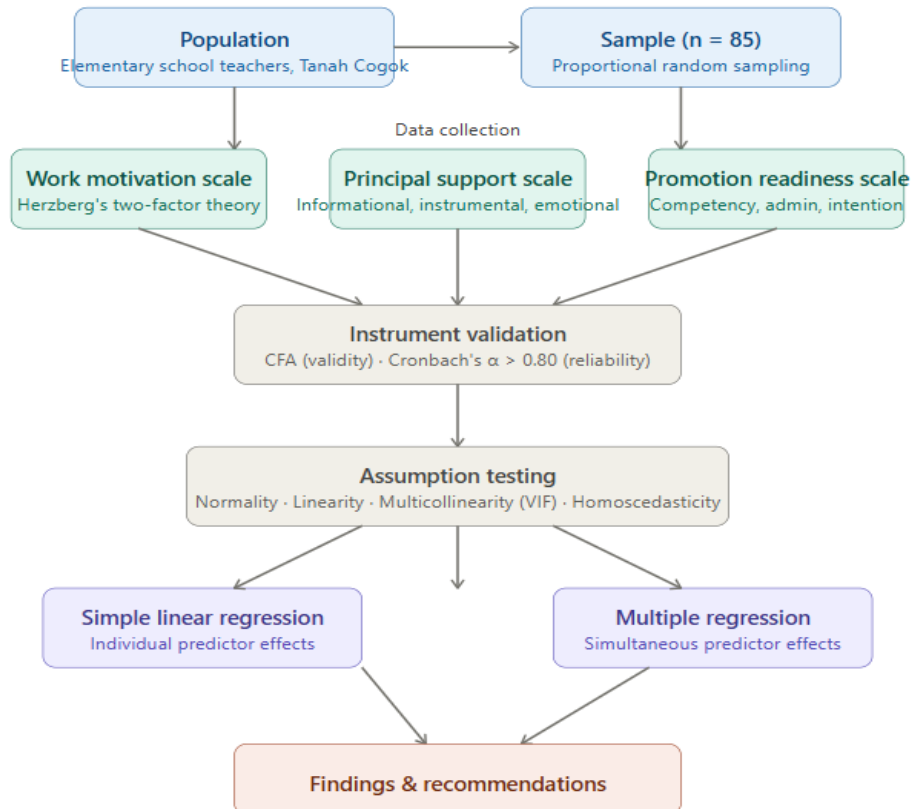 Population
Elementary school teachers, Tanah Cogok
Sample (n = 85)
Proportional random sampling
Data collection
Work motivation scale
Herzberg's two-factor theory
Principal support scale
Informational, instrumental, emotional
Promotion readiness scale
Competency, admin, intention
Instrument validation
CFA (validity) · Cronbach's α > 0.80 (reliability)
Assumption testing
Normality · Linearity · Multicollinearity (VIF) · Homoscedasticity
Simple linear regression
Individual predictor effects
Multiple regression
Simultaneous predictor effects
Findings & recommendations